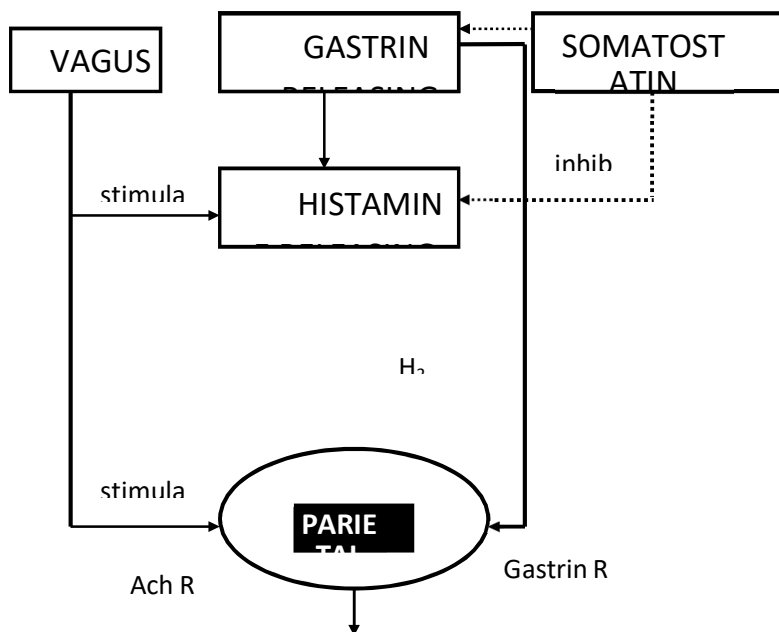 VAGUS
GASTRIN
SOMATOST
ATIN
inhib
stimula
HISTAMIN
H₂
stimula
PARIE
Ach R
Gastrin R